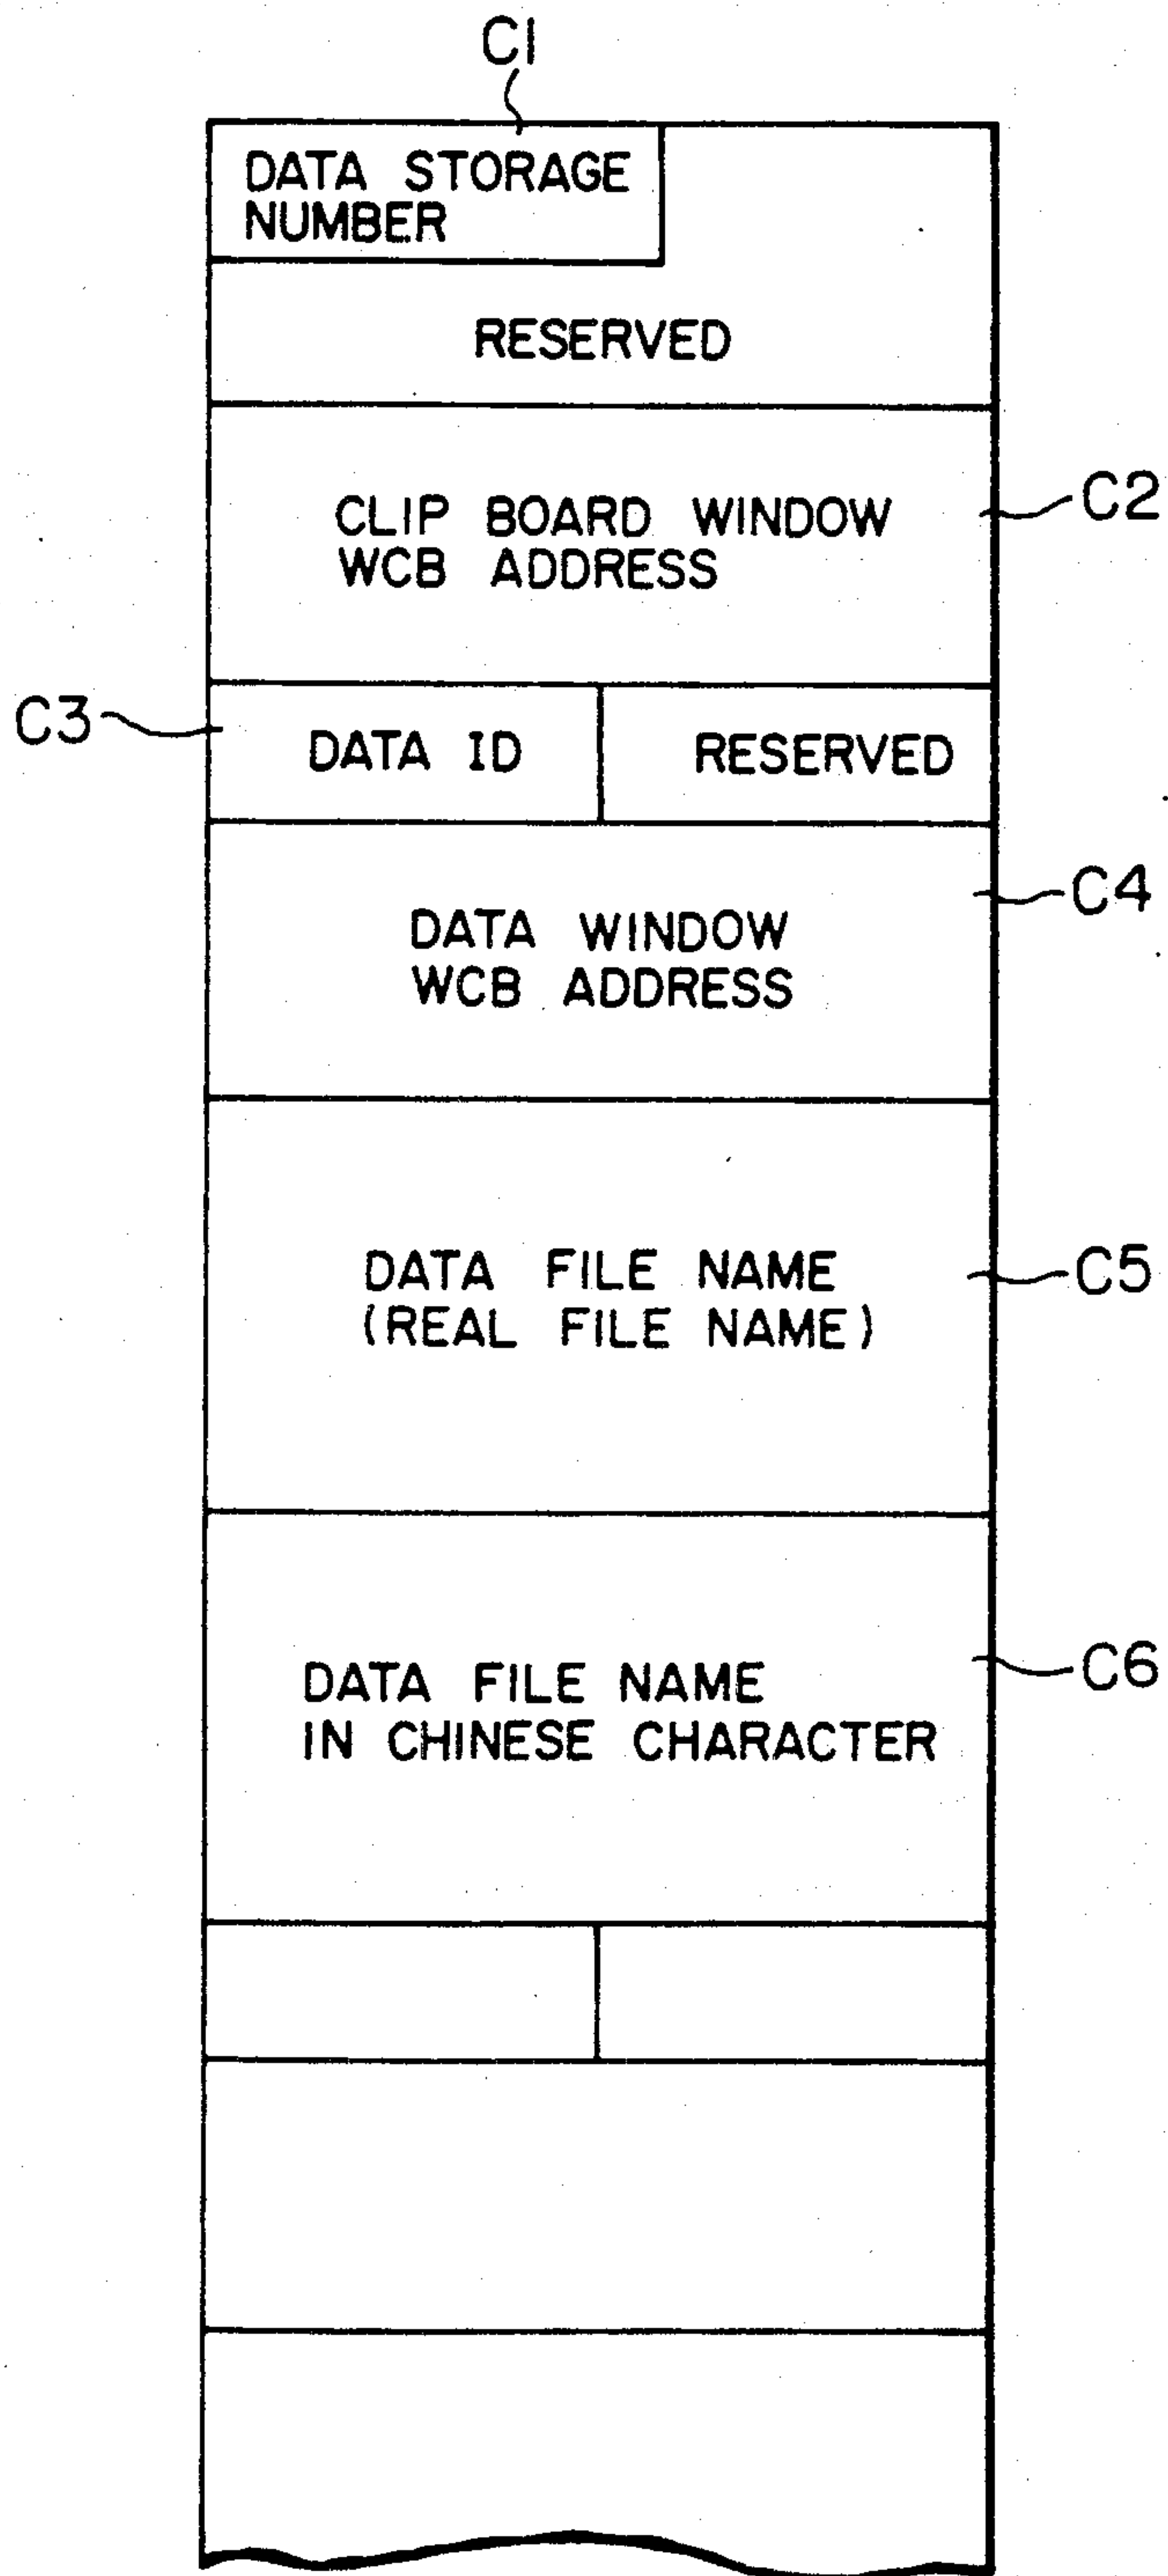 C1
DATA STORAGE
NUMBER
RESERVED
CLIP BOARD WINDOW
WCB ADDRESS
C2
C3
DATA ID
RESERVED
DATA WINDOW
WCB ADDRESS
C4
DATA FILE NAME
(REAL FILE NAME)
C5
DATA FILE NAME
IN CHINESE CHARACTER
C6